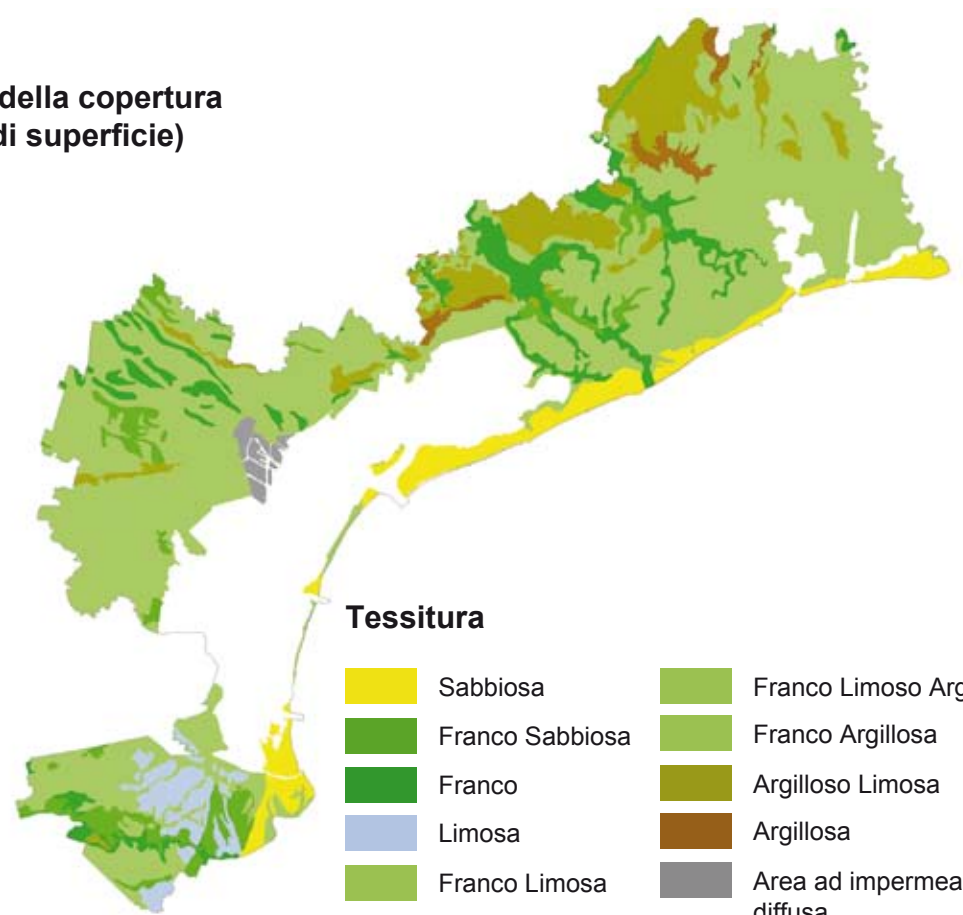 della copertura
di superficie)
Tessitura
Sabbiosa
Franco Sabbiosa
Franco
Limosa
Franco Limosa
Franco Limoso Arg
Franco Argillosa
Argilloso Limosa
Argillosa
Area ad impermea
diffusa